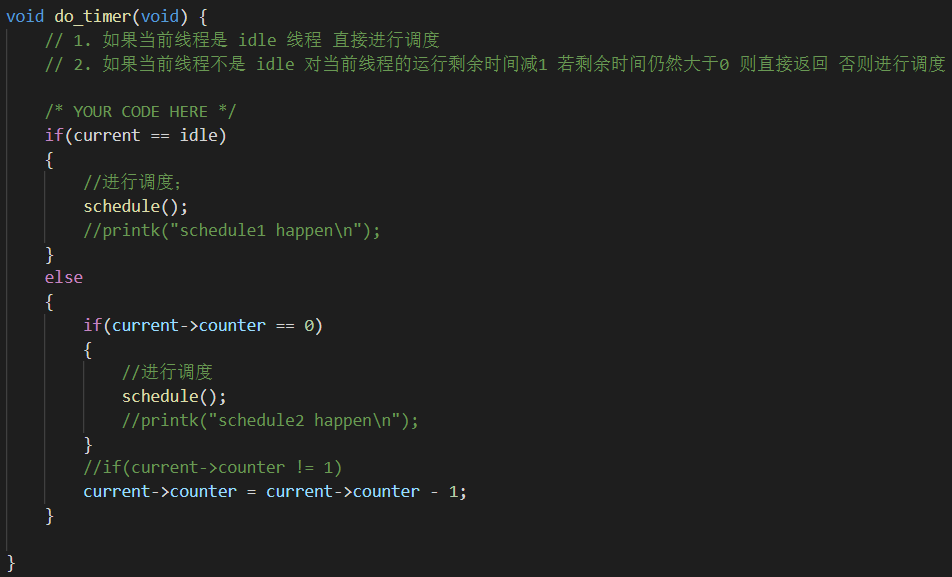 void do_timer(void) {
    // 1. 如果当前线程是 idle 线程 直接进行调度
    // 2. 如果当前线程不是 idle 对当前线程的运行剩余时间减1 若剩余时间仍然大于0 则直接返回 否则进行调度

    /* YOUR CODE HERE */
    if(current == idle)
    {
        //进行调度;
        schedule();
        //printk("schedule1 happen\n");
    }
    else
    {
        if(current->counter == 0)
        {
            //进行调度
            schedule();
            //printk("schedule2 happen\n");
        }
        //if(current->counter != 1)
        current->counter = current->counter - 1;
    }

}